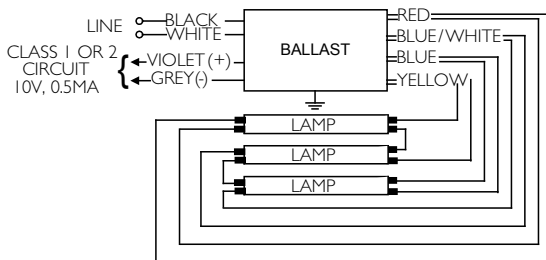 LINE
BLACK
WHITE
CLASS 1 OR 2
CIRCUIT
10V, 0.5MA
VIOLET (+)
GREY(-)
BALLAST
RED
BLUE/WHITE
BLUE
YELLOW
LAMP
LAMP
LAMP